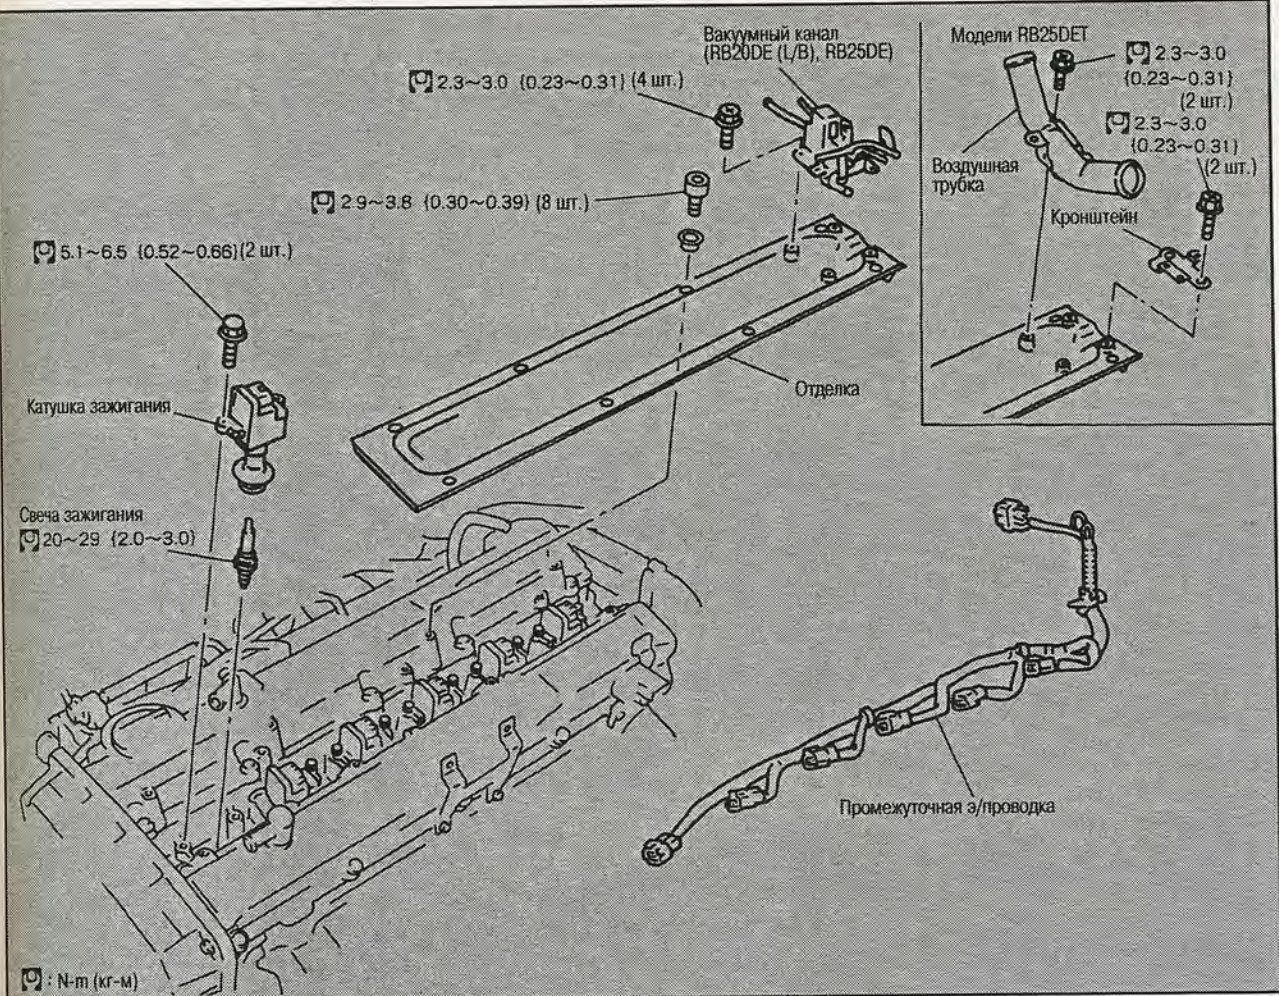 Вакуумный канал
(RB20DE (L/B), RB25DE)
2.3~3.0 {0.23~0.31} (4 шт.)
2.9~3.8 {0.30~0.39} (8 шт.)
5.1~6.5 {0.52~0.66} (2 шт.)
Катушка зажигания
Свеча зажигания
20~29 {2.0~3.0}
Отделка
Модели RB25DET
2.3~3.0
{0.23~0.31}
(2 шт.)
2.3~3.0
{0.23~0.31}
(2 шт.)
Воздушная
трубка
Кронштейн
Промежуточная э/проводка
: N-m (кг-м)